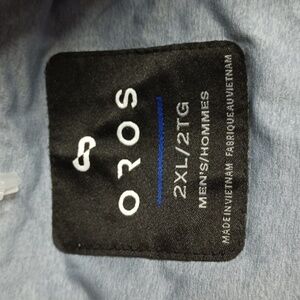 OROS
2XL/2TG
MEN'S/HOMMES
MADE IN VIETNAM FABRIQUE AU VIETNAM